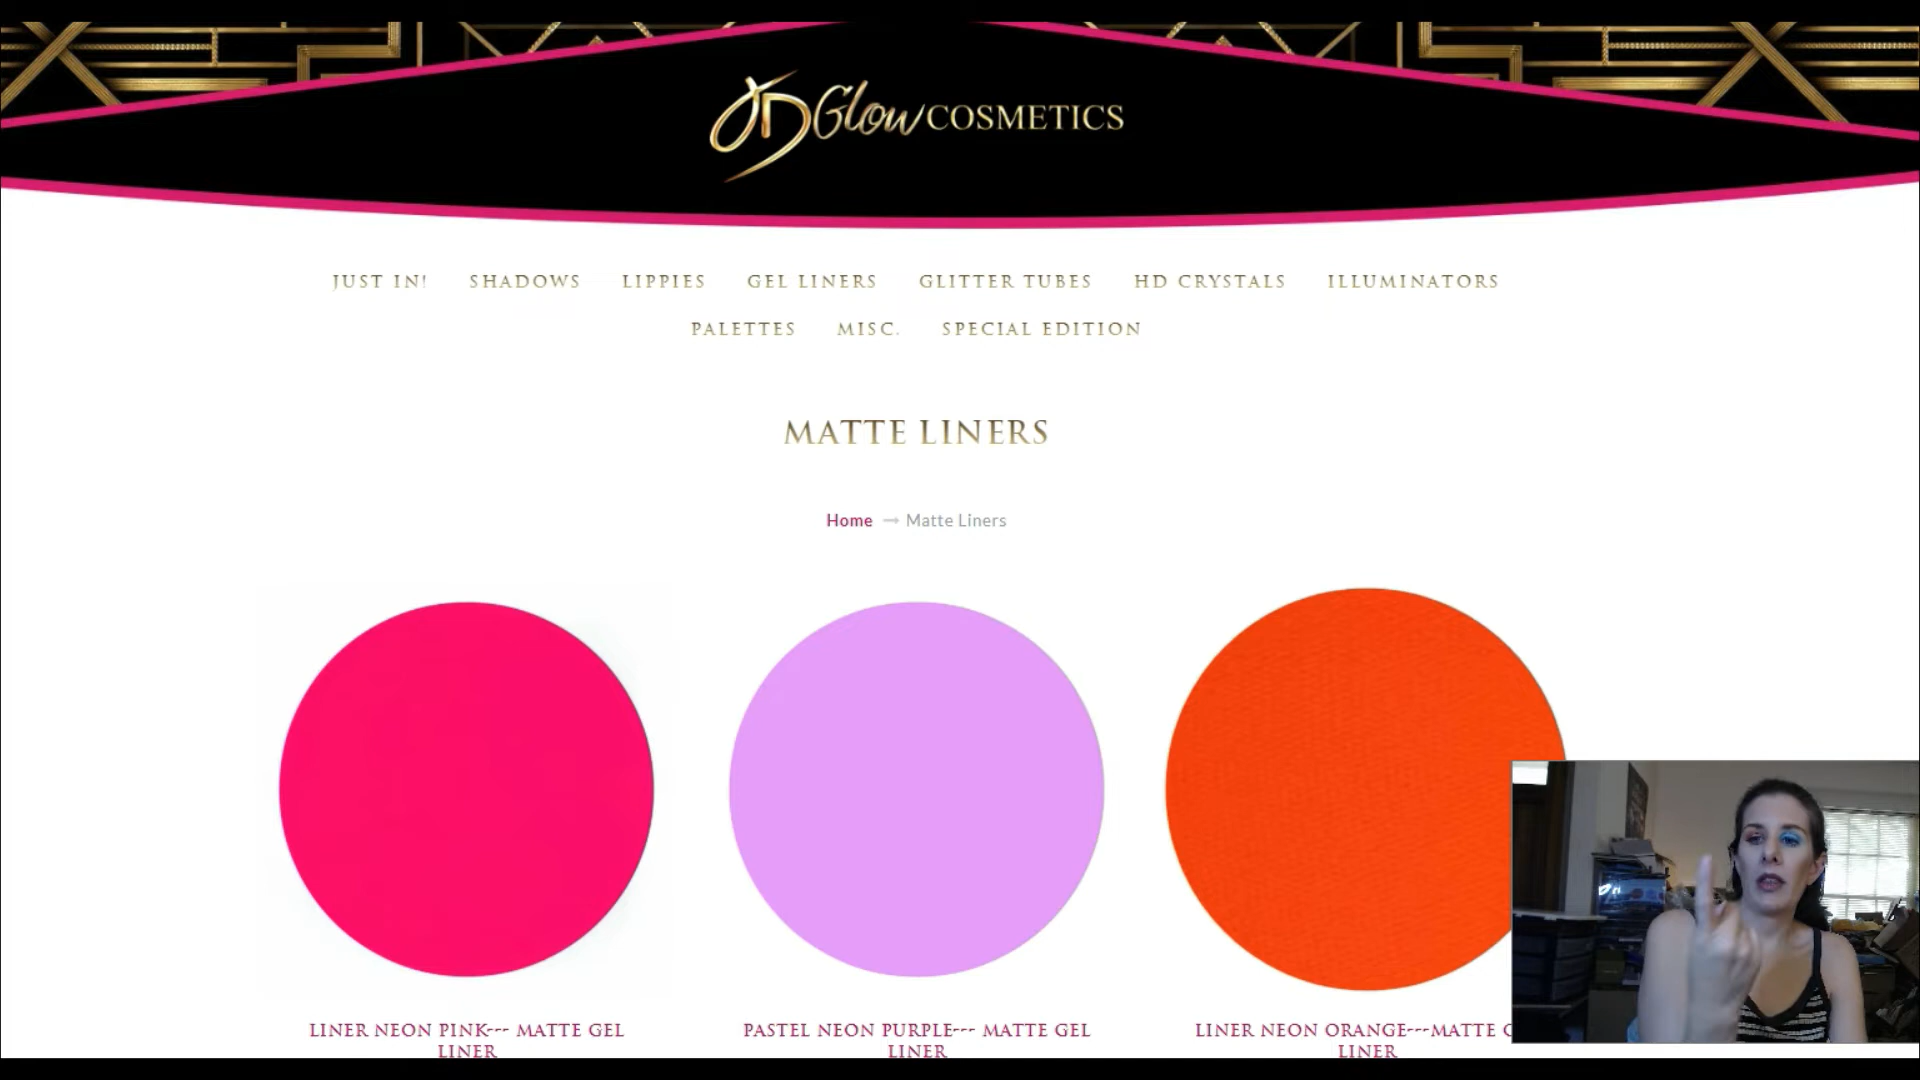 JD Glow COSMETICS
JUST IN! SHADOWS LIPPIES GEL LINERS GLITTER TUBES HD CRYSTALS ILLUMINATORS
PALETTES MISC. SPECIAL EDITION
MATTE LINERS
Home → Matte Liners
LINER NEON PINK--- MATTE GEL
LINER
PASTEL NEON PURPLE--- MATTE GEL
LINER
LINER NEON ORANGE---MATTE
LINER